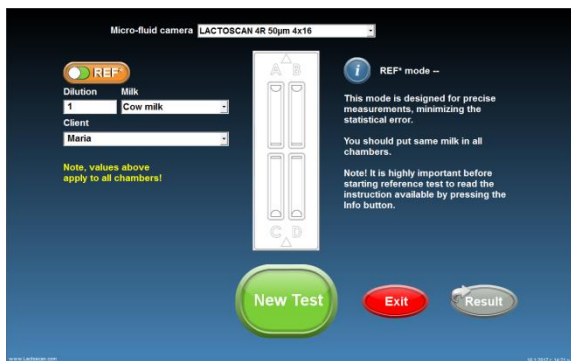 Micro-fluid camera LACTOSCAN 4R 50µm 4x16
REF*
Dilution Milk
1 Cow milk
Client
Maria
Note, values above
apply to all chambers!
A B
C D
i REF* mode --
This mode is designed for precise
measurements, minimizing the
statistical error.
You should put same milk in all
chambers.
Note! It is highly important before
starting reference test to read the
instruction available by pressing the
Info button.
New Test
Exit
Result
www.lactoscan.com